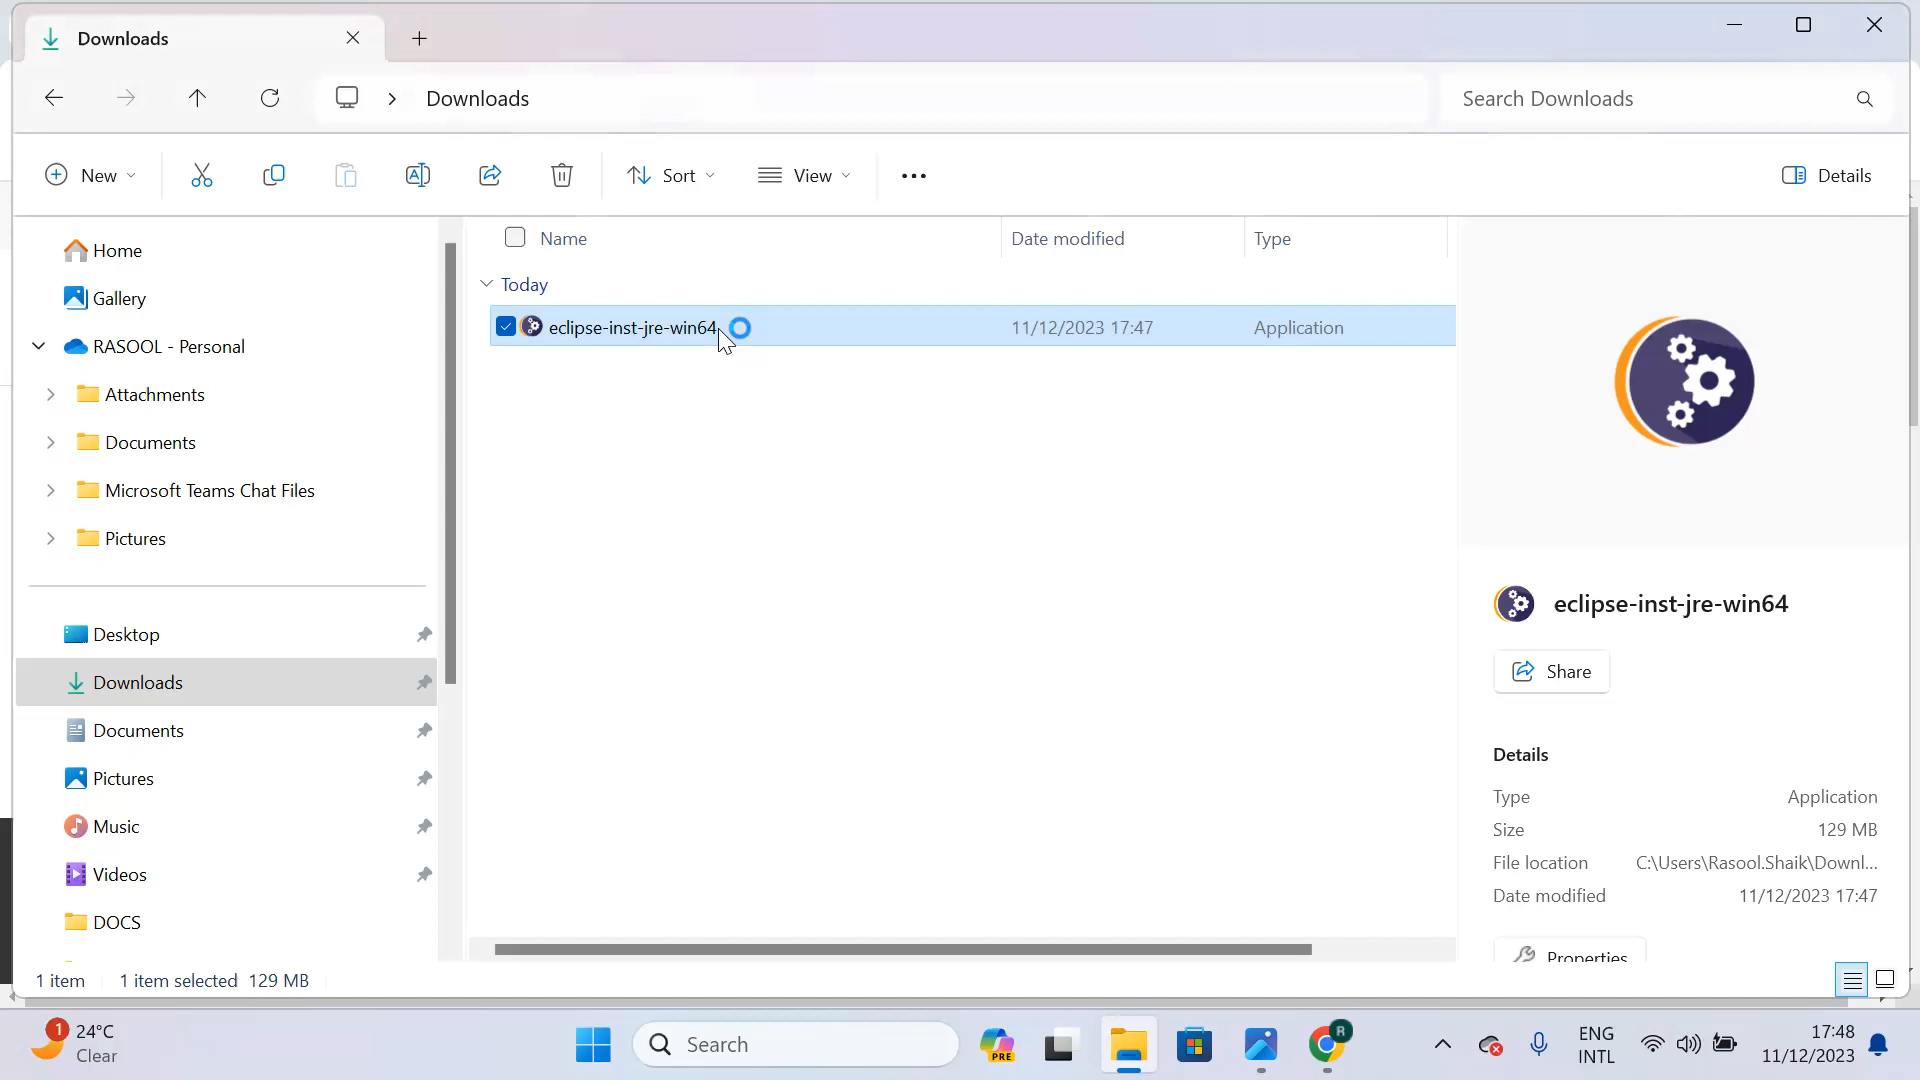 Downloads
Downloads
Search Downloads
New
Sort
View
Details
Home
Gallery
RASOOL - Personal
Attachments
Documents
Microsoft Teams Chat Files
Pictures
Desktop
Downloads
Documents
Pictures
Music
Videos
DOCS
Name Date modified Type
Today
eclipse-inst-jre-win64 11/12/2023 17:47 Application
eclipse-inst-jre-win64
Share
Details
Type Application
Size 129 MB
File location C:\Users\Rasool.Shaik\Downl...
Date modified 11/12/2023 17:47
Properties
1 item 1 item selected 129 MB
1
24°C
Clear
Search
PRE
R
ENG
INTL
17:48
11/12/2023